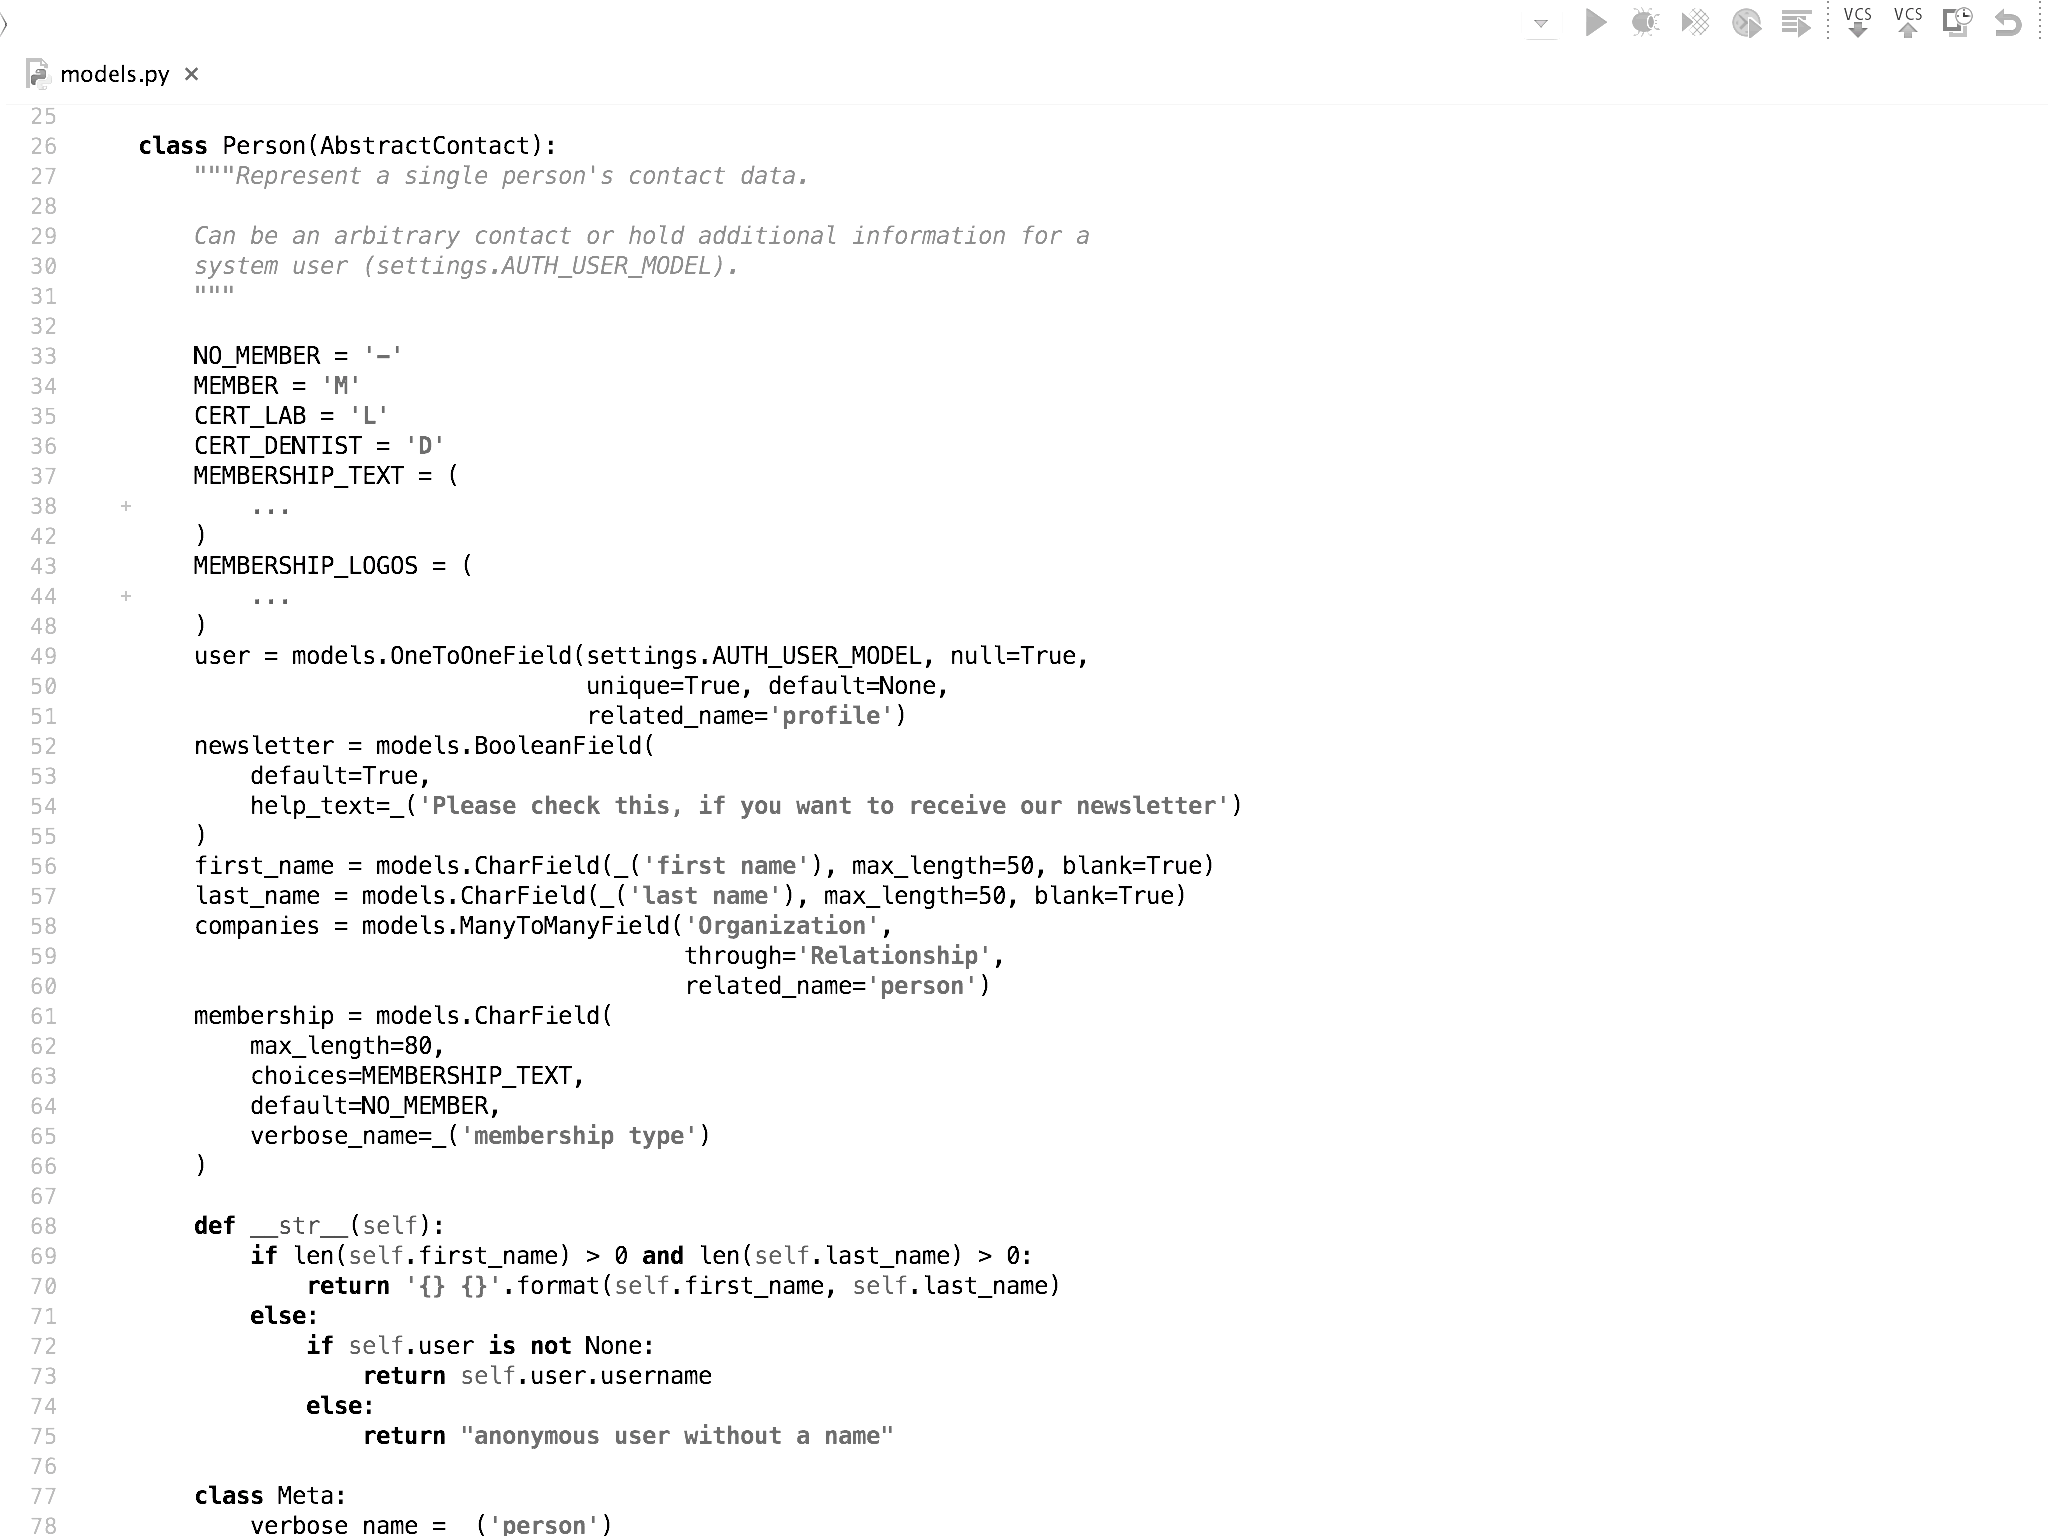 VCS VCS
models.py ×
25
26 class Person(AbstractContact):
27     """Represent a single person's contact data.
28
29     Can be an arbitrary contact or hold additional information for a
30     system user (settings.AUTH_USER_MODEL).
31     """
32
33     NO_MEMBER = '-'
34     MEMBER = 'M'
35     CERT_LAB = 'L'
36     CERT_DENTIST = 'D'
37     MEMBERSHIP_TEXT = (
38 +       ...
42     )
43     MEMBERSHIP_LOGOS = (
44 +       ...
48     )
49     user = models.OneToOneField(settings.AUTH_USER_MODEL, null=True,
50                                 unique=True, default=None,
51                                 related_name='profile')
52     newsletter = models.BooleanField(
53         default=True,
54         help_text=_('Please check this, if you want to receive our newsletter')
55     )
56     first_name = models.CharField(_('first name'), max_length=50, blank=True)
57     last_name = models.CharField(_('last name'), max_length=50, blank=True)
58     companies = models.ManyToManyField('Organization',
59                                        through='Relationship',
60                                        related_name='person')
61     membership = models.CharField(
62         max_length=80,
63         choices=MEMBERSHIP_TEXT,
64         default=NO_MEMBER,
65         verbose_name=_('membership type')
66     )
67
68     def __str__(self):
69         if len(self.first_name) > 0 and len(self.last_name) > 0:
70             return '{} {}'.format(self.first_name, self.last_name)
71         else:
72             if self.user is not None:
73                 return self.user.username
74             else:
75                 return "anonymous user without a name"
76
77     class Meta:
78         verbose_name = _('person')